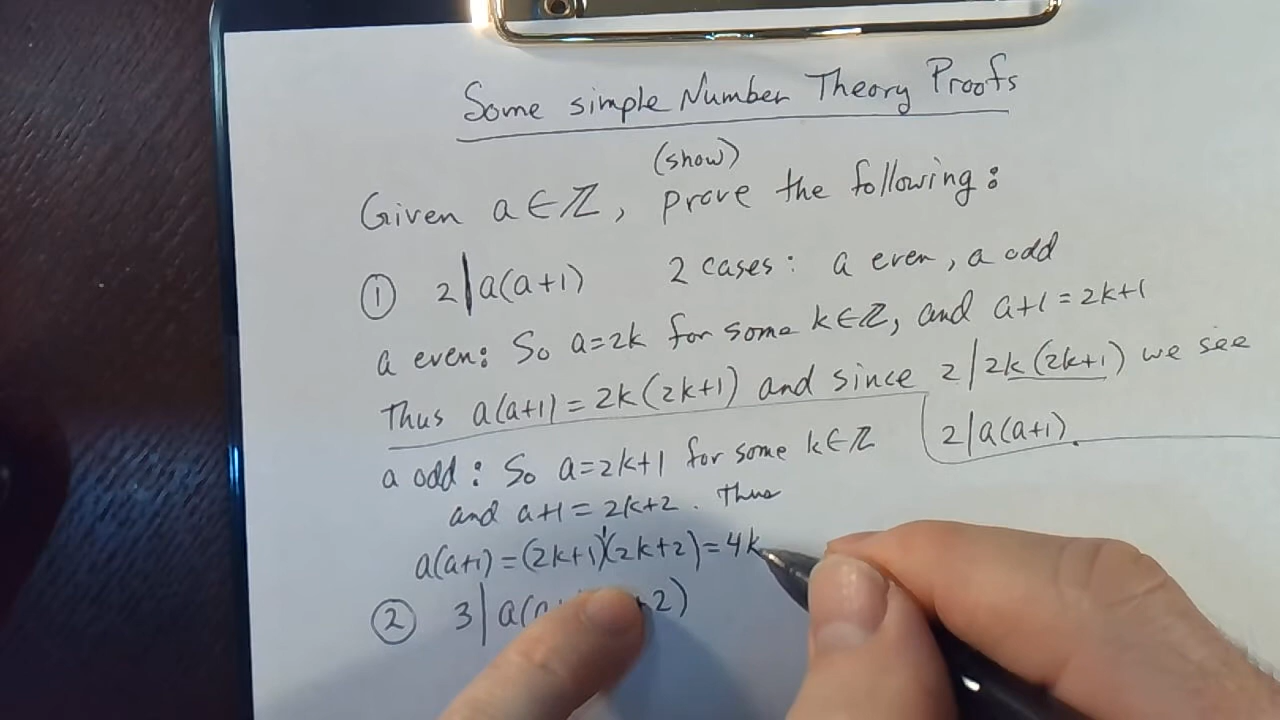 Some simple Number Theory Proofs
(show)
Given a∈ℤ, prove the following:
① 2|a(a+1) 2 cases: a even, a odd
a even: So a=2k for some k∈ℤ, and a+1=2k+1
Thus a(a+1)=2k(2k+1) and since 2|2k(2k+1) we see
2|a(a+1).
a odd: So a=2k+1 for some k∈ℤ
and a+1=2k+2. Thus
a(a+1)=(2k+1)(2k+2)=4k
② 3|a(a +2)